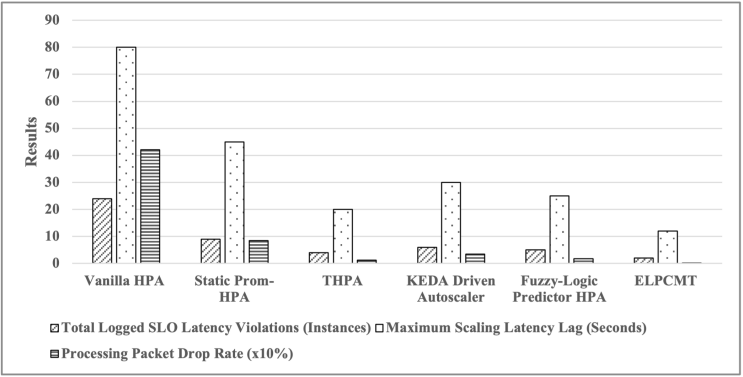 90
80
70
60
50
40
30
20
10
0
Results
Vanilla HPA
Static Prom-
HPA
THPA
KEDA Driven
Autoscaler
Fuzzy-Logic
Predictor HPA
ELPCMT
Total Logged SLO Latency Violations (Instances)
Maximum Scaling Latency Lag (Seconds)
Processing Packet Drop Rate (x10%)